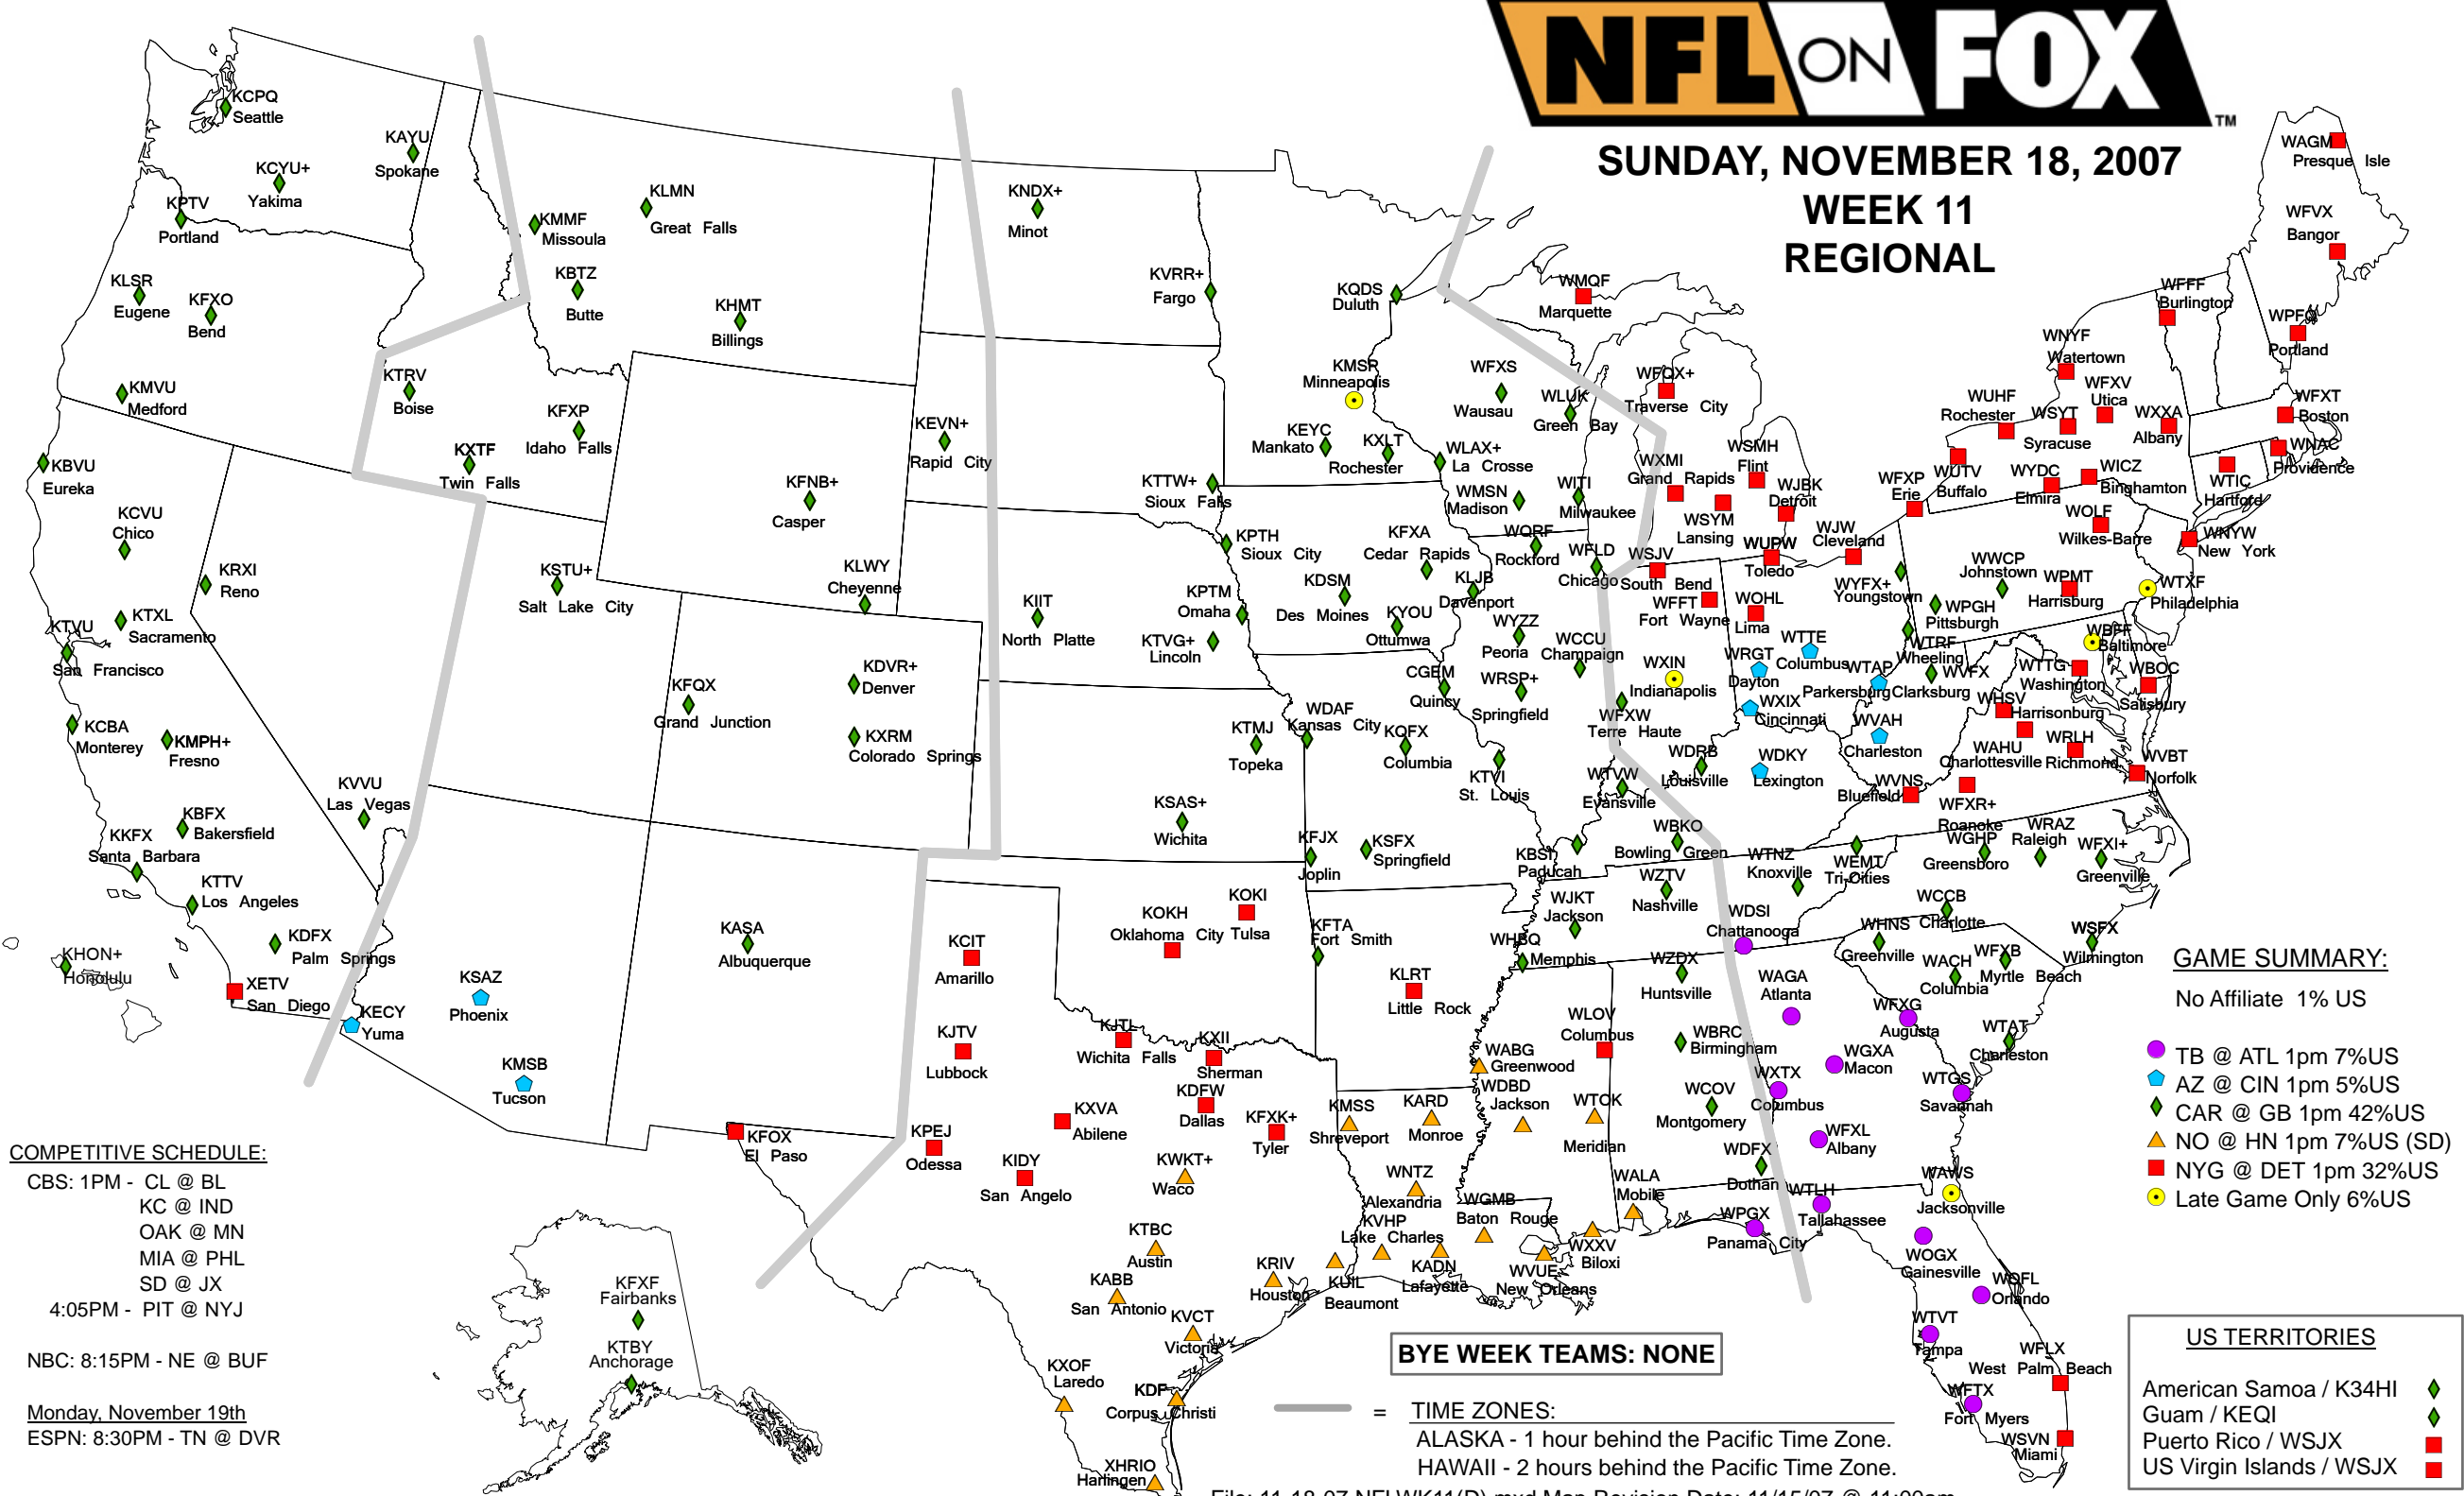 NFL ON FOX
TM
SUNDAY, NOVEMBER 18, 2007
WEEK 11
REGIONAL
KCPQ
Seattle
KAYU
Spokane
KCYU+
Yakima
KPTV
Portland
KLSR
Eugene
KFXO
Bend
KMVU
Medford
KLMN
Great Falls
KMMF
Missoula
KBTZ
Butte
KHMT
Billings
KTRV
Boise
KFXP
Idaho Falls
KXTF
Twin Falls
KNDX+
Minot
KVRR+
Fargo
KEVN+
Rapid City
KTTW+
Sioux Falls
KFNB+
Casper
KLWY
Cheyenne
KBVU
Eureka
KCVU
Chico
KRXI
Reno
KTXL
Sacramento
KTVU
San Francisco
KCBA
Monterey
KMPH+
Fresno
KVVU
Las Vegas
KBFX
Bakersfield
KKFX
Santa Barbara
KTTV
Los Angeles
KDFX
Palm Springs
XETV
San Diego
KHON+
Honolulu
KECY
Yuma
KSAZ
Phoenix
KMSB
Tucson
KSTU+
Salt Lake City
KFQX
Grand Junction
KDVR+
Denver
KXRM
Colorado Springs
KASA
Albuquerque
KIIT
North Platte
KPTM
Omaha
KTVG+
Lincoln
KTMJ
Topeka
KSAS+
Wichita
WDAF
Kansas City
KQFX
Columbia
KTVI
St. Louis
KFJX
Joplin
KSFX
Springfield
KQDS
Duluth
KMSP
Minneapolis
KEYC
Mankato
KXLT
Rochester
WFXS
Wausau
WLUK
Green Bay
WLAX+
La Crosse
WMSN
Madison
WITI
Milwaukee
KPTH
Sioux City
KFXA
Cedar Rapids
KDSM
Des Moines
KLJB
Davenport
KYOU
Ottumwa
WQRF
Rockford
WFLD
Chicago
WYZZ
Peoria
WCCU
Champaign
CGEM
Quincy
WRSP+
Springfield
WMQF
Marquette
WFQX+
Traverse City
WSMH
Flint
WXMI
Grand Rapids
WJBK
Detroit
WSYM
Lansing
WSJV
South Bend
WUPW
Toledo
WJW
Cleveland
WFFT
Fort Wayne
WOHL
Lima
WXIN
Indianapolis
WFXW
Terre Haute
WTTE
Columbus
WRGT
Dayton
WXIX
Cincinnati
WYFX+
Youngstown
WTAP
Parkersburg
WTRF
Wheeling
WVFX
Clarksburg
WVAH
Charleston
WVNS
Bluefield
WDRB
Louisville
WDKY
Lexington
WTVW
Evansville
WBKO
Bowling Green
KBSI
Paducah
WFXP
Erie
WWCP
Johnstown
WPGH
Pittsburgh
WPMT
Harrisburg
WTXF
Philadelphia
WOLF
Wilkes-Barre
WUTV
Buffalo
WUHF
Rochester
WSYT
Syracuse
WNYF
Watertown
WFXV
Utica
WXXA
Albany
WYDC
Elmira
WICZ
Binghamton
WNYW
New York
WFFF
Burlington
WAGM
Presque Isle
WFVX
Bangor
WPFO
Portland
WFXT
Boston
WNAC
Providence
WTIC
Hartford
WBFF
Baltimore
WTTG
Washington
WBOC
Salisbury
WHSV
Harrisonburg
WAHU
Charlottesville
WRLH
Richmond
WVBT
Norfolk
WFXR+
Roanoke
WGHP
Greensboro
WRAZ
Raleigh
WFXI+
Greenville
WCCB
Charlotte
WSFX
Wilmington
WHNS
Greenville
WACH
Columbia
WFXB
Myrtle Beach
WTAT
Charleston
WTNZ
Knoxville
WEMT
Tri-Cities
WZTV
Nashville
WJKT
Jackson
WHBQ
Memphis
WDSI
Chattanooga
WZDX
Huntsville
WBRC
Birmingham
WCOV
Montgomery
WDFX
Dothan
WALA
Mobile
WAGA
Atlanta
WFXG
Augusta
WGXA
Macon
WXTX
Columbus
WTGS
Savannah
WFXL
Albany
WLOV
Columbus
WABG
Greenwood
WDBD
Jackson
WTOK
Meridian
WXXV
Biloxi
KFTA
Fort Smith
KLRT
Little Rock
KOKI
Tulsa
KOKH
Oklahoma City
KCIT
Amarillo
KJTV
Lubbock
KJTL
Wichita Falls
KXII
Sherman
KDFW
Dallas
KXVA
Abilene
KFXK+
Tyler
KFOX
El Paso
KPEJ
Odessa
KIDY
San Angelo
KWKT+
Waco
KTBC
Austin
KABB
San Antonio
KRIV
Houston
KVCT
Victoria
KXOF
Laredo
KDF
Corpus Christi
XHRIO
Harlingen
KUIL
Beaumont
KMSS
Shreveport
KARD
Monroe
WNTZ
Alexandria
KVHP
Lake Charles
WGMB
Baton Rouge
KADN
Lafayette
WVUE
New Orleans
WPGX
Panama City
WTLH
Tallahassee
WAWS
Jacksonville
WOGX
Gainesville
WOFL
Orlando
WTVT
Tampa
WFLX
West Palm Beach
WFTX
Fort Myers
WSVN
Miami
KFXF
Fairbanks
KTBY
Anchorage
GAME SUMMARY:
No Affiliate 1% US
TB @ ATL 1pm 7%US
AZ @ CIN 1pm 5%US
CAR @ GB 1pm 42%US
NO @ HN 1pm 7%US (SD)
NYG @ DET 1pm 32%US
Late Game Only 6%US
COMPETITIVE SCHEDULE:
CBS: 1PM - CL @ BL
KC @ IND
OAK @ MN
MIA @ PHL
SD @ JX
4:05PM - PIT @ NYJ
NBC: 8:15PM - NE @ BUF
Monday, November 19th
ESPN: 8:30PM - TN @ DVR
BYE WEEK TEAMS: NONE
= TIME ZONES:
ALASKA - 1 hour behind the Pacific Time Zone.
HAWAII - 2 hours behind the Pacific Time Zone.
File: 11-18-07 NFLWK11(D).mxd Map Revision Date: 11/15/07 @ 11:00am
US TERRITORIES
American Samoa / K34HI
Guam / KEQI
Puerto Rico / WSJX
US Virgin Islands / WSJX